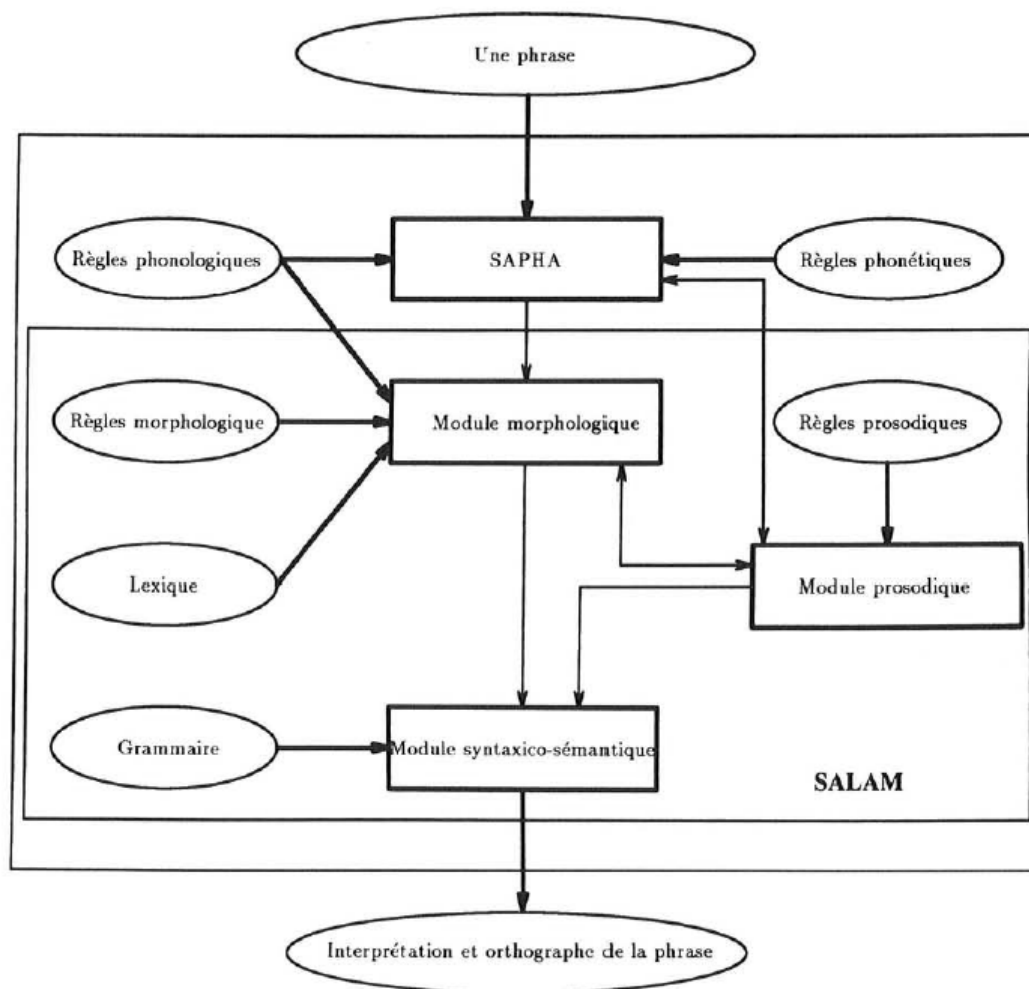 Une phrase
Règles phonologiques
SAPHA
Règles phonétiques
Règles morphologique
Module morphologique
Règles prosodiques
Lexique
Module prosodique
Grammaire
Module syntaxico-sémantique
SALAM
Interprétation et orthographe de la phrase